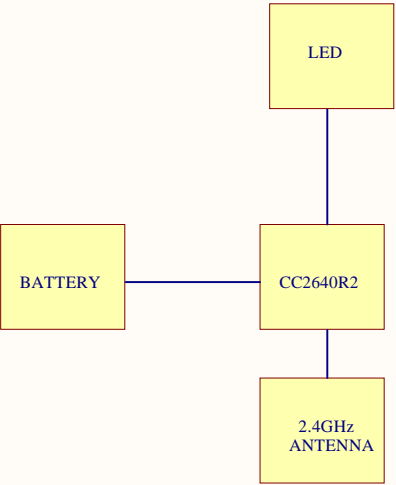 LED
BATTERY
CC2640R2
2.4GHz
ANTENNA